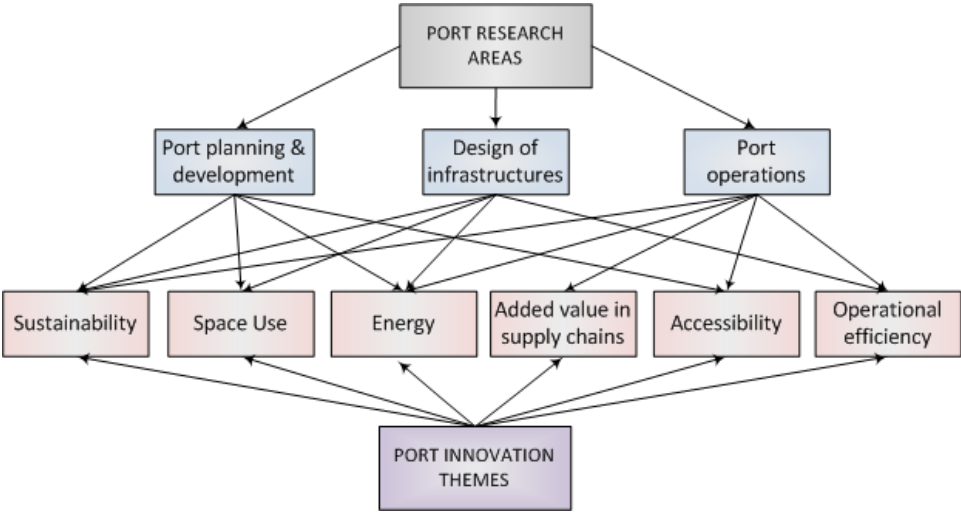 PORT RESEARCH
AREAS
Port planning &
development
Design of
infrastructures
Port
operations
Sustainability
Space Use
Energy
Added value in
supply chains
Accessibility
Operational
efficiency
PORT INNOVATION
THEMES